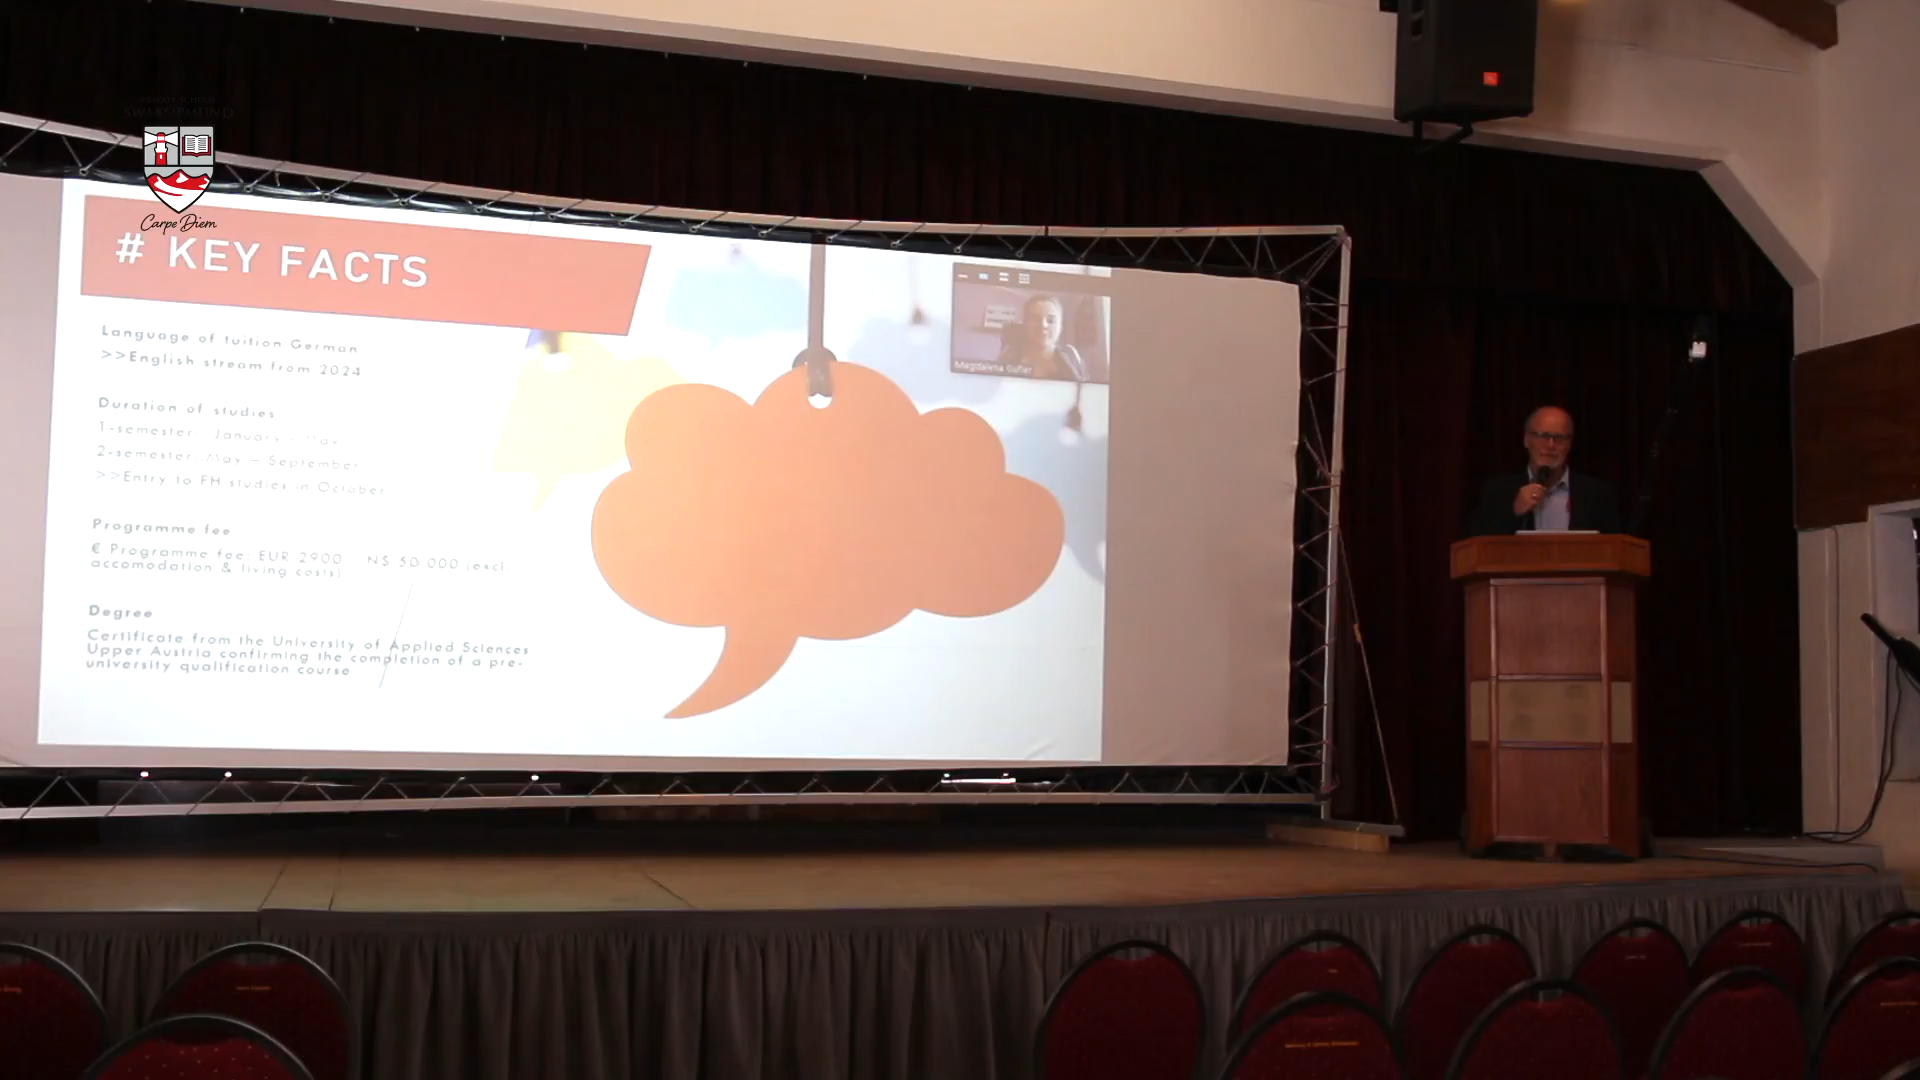 SWAKOPMUND
Carpe Diem
# KEY FACTS
Language of tuition German
>>English stream from 2024
Duration of studies
1-semester: January - May
2-semester: May – September
>>Entry to FH studies in October
Programme fee
€ Programme fee: EUR 2900 N$ 50 000 (excl.
accomodation & living costs)
Degree
Certificate from the University of Applied Sciences
Upper Austria confirming the completion of a pre-
university qualification course
Magdalena